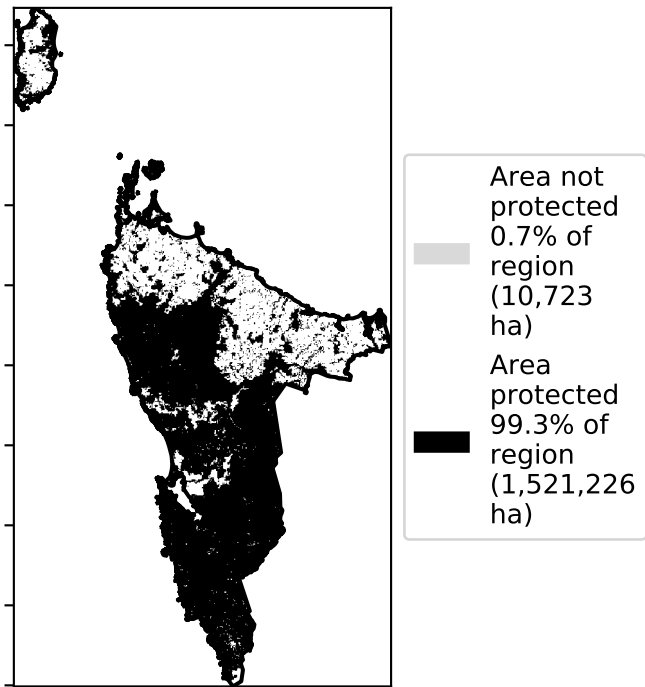 Area not
protected
0.7% of
region
(10,723
ha)
Area
protected
99.3% of
region
(1,521,226
ha)